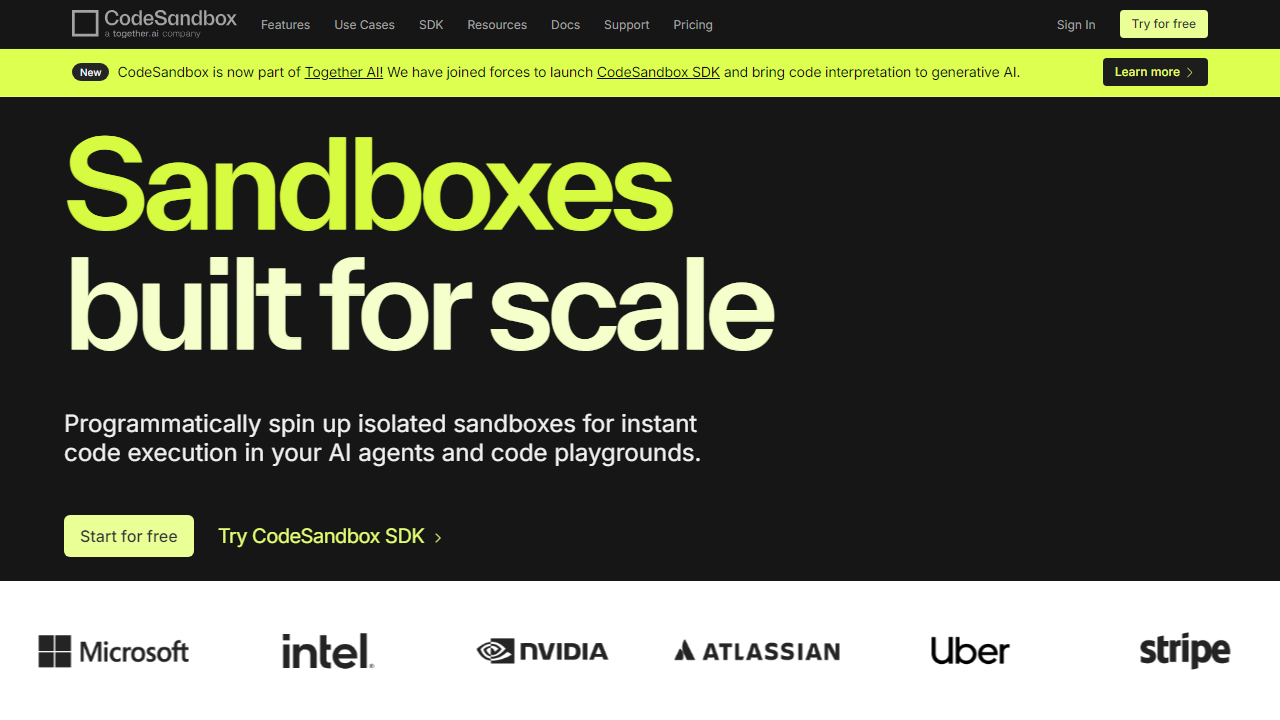 CodeSandbox
a together.ai company
Features Use Cases SDK Resources Docs Support Pricing
Sign In Try for free
New CodeSandbox is now part of Together AI! We have joined forces to launch CodeSandbox SDK and bring code interpretation to generative AI. Learn more
Sandboxes
built for scale
Programmatically spin up isolated sandboxes for instant
code execution in your AI agents and code playgrounds.
Start for free Try CodeSandbox SDK
Microsoft intel. NVIDIA ATLASSIAN Uber stripe